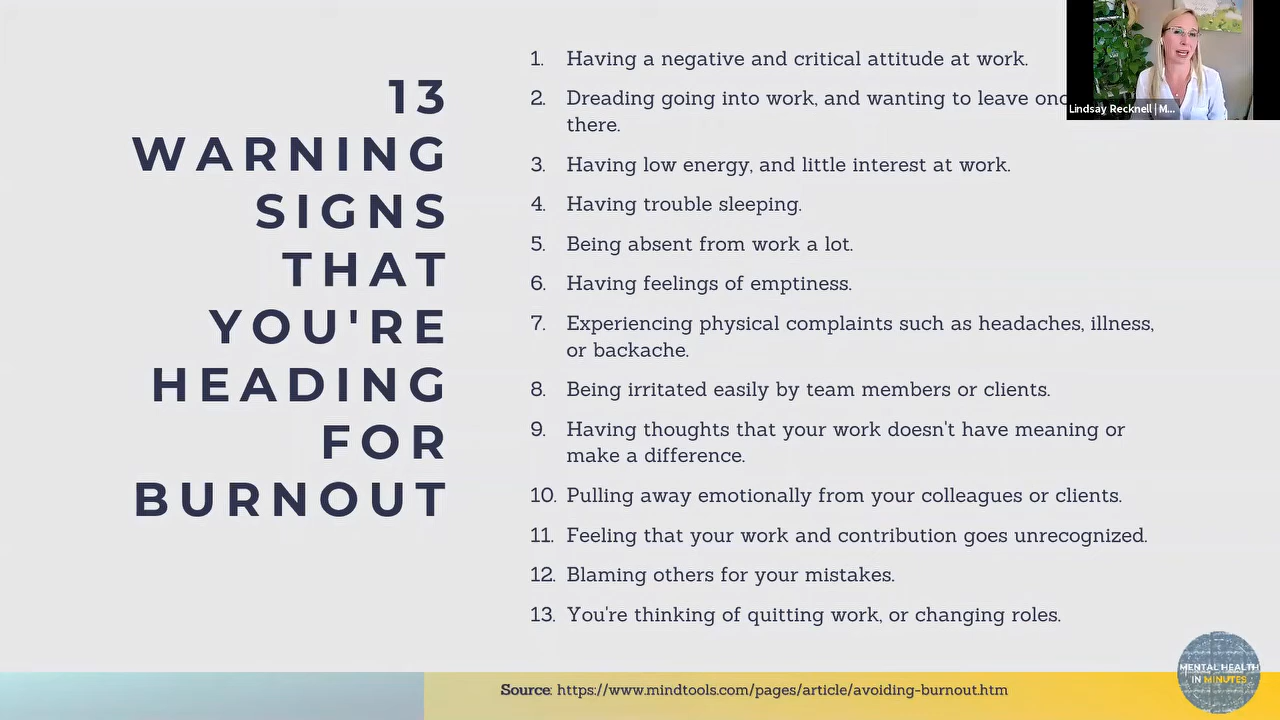 13
WARNING
SIGNS
THAT
YOU'RE
HEADING
FOR
BURNOUT
1. Having a negative and critical attitude at work.
2. Dreading going into work, and wanting to leave
there.
3. Having low energy, and little interest at work.
4. Having trouble sleeping.
5. Being absent from work a lot.
6. Having feelings of emptiness.
7. Experiencing physical complaints such as headaches, illness,
or backache.
8. Being irritated easily by team members or clients.
9. Having thoughts that your work doesn't have meaning or
make a difference.
10. Pulling away emotionally from your colleagues or clients.
11. Feeling that your work and contribution goes unrecognized.
12. Blaming others for your mistakes.
13. You're thinking of quitting work, or changing roles.
Lindsay Recknell | M...
Source: https://www.mindtools.com/pages/article/avoiding-burnout.htm
MENTAL HEALTH
IN MINUTES